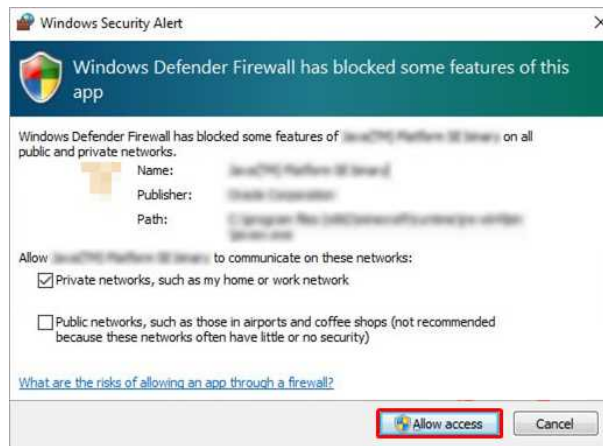 Windows Security Alert
Windows Defender Firewall has blocked some features of this
app
Windows Defender Firewall has blocked some features of on all
public and private networks.
Name:
Publisher:
Path:
Allow to communicate on these networks:
Private networks, such as my home or work network
Public networks, such as those in airports and coffee shops (not recommended
because these networks often have little or no security)
What are the risks of allowing an app through a firewall?
Allow access Cancel